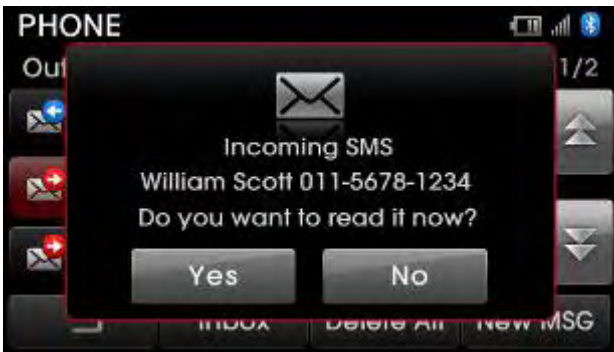 PHONE
Out
1/2
Incoming SMS
William Scott 011-5678-1234
Do you want to read it now?
Yes
No
Inbox
Delete All
New MSG